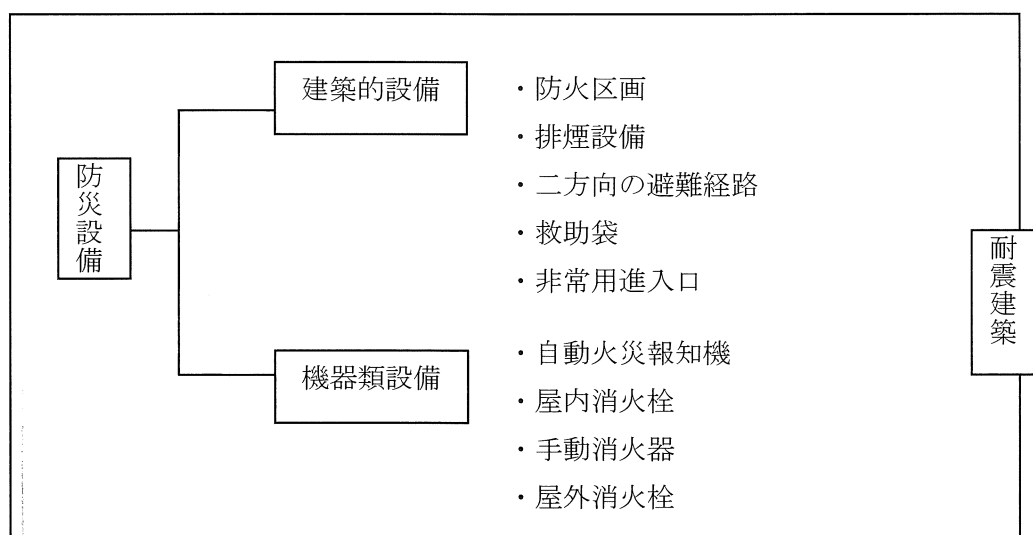 防災設備
建築的設備
・防火区画
・排煙設備
・二方向の避難経路
・救助袋
・非常用進入口
機器類設備
・自動火災報知機
・屋内消火栓
・手動消火器
・屋外消火栓
耐震建築